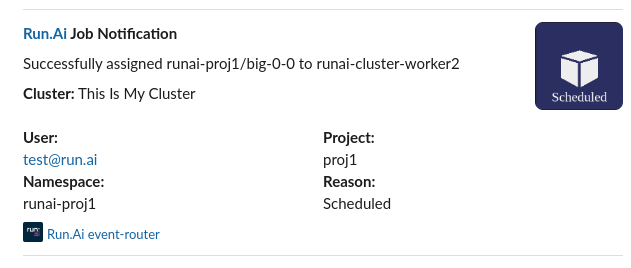 Run.Ai Job Notification
Successfully assigned runai-proj1/big-0-0 to runai-cluster-worker2
Cluster: This Is My Cluster
Scheduled
User:
test@run.ai
Namespace:
runai-proj1
Project:
proj1
Reason:
Scheduled
run:
ai
Run.Ai event-router